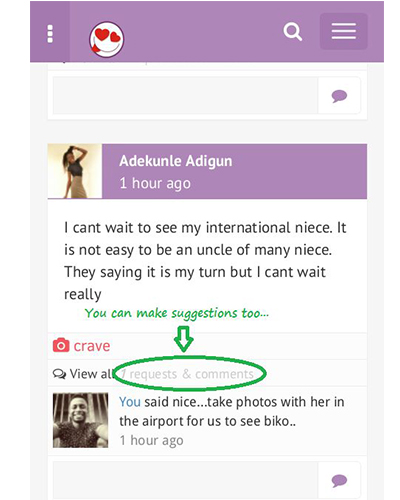 Adekunle Adigun
1 hour ago
I cant wait to see my international niece. It
is not easy to be an uncle of many niece.
They saying it is my turn but I cant wait
really
You can make suggestions too...
crave
View all 7 requests & comments
You said nice...take photos with her in
the airport for us to see biko..
1 hour ago